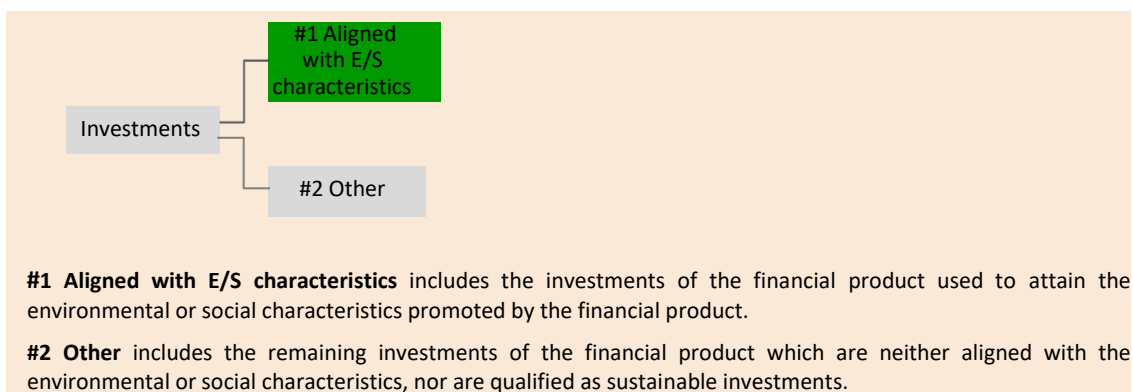 #1 Aligned
with E/S
characteristics
Investments
#2 Other
#1 Aligned with E/S characteristics includes the investments of the financial product used to attain the
environmental or social characteristics promoted by the financial product.
#2 Other includes the remaining investments of the financial product which are neither aligned with the
environmental or social characteristics, nor are qualified as sustainable investments.